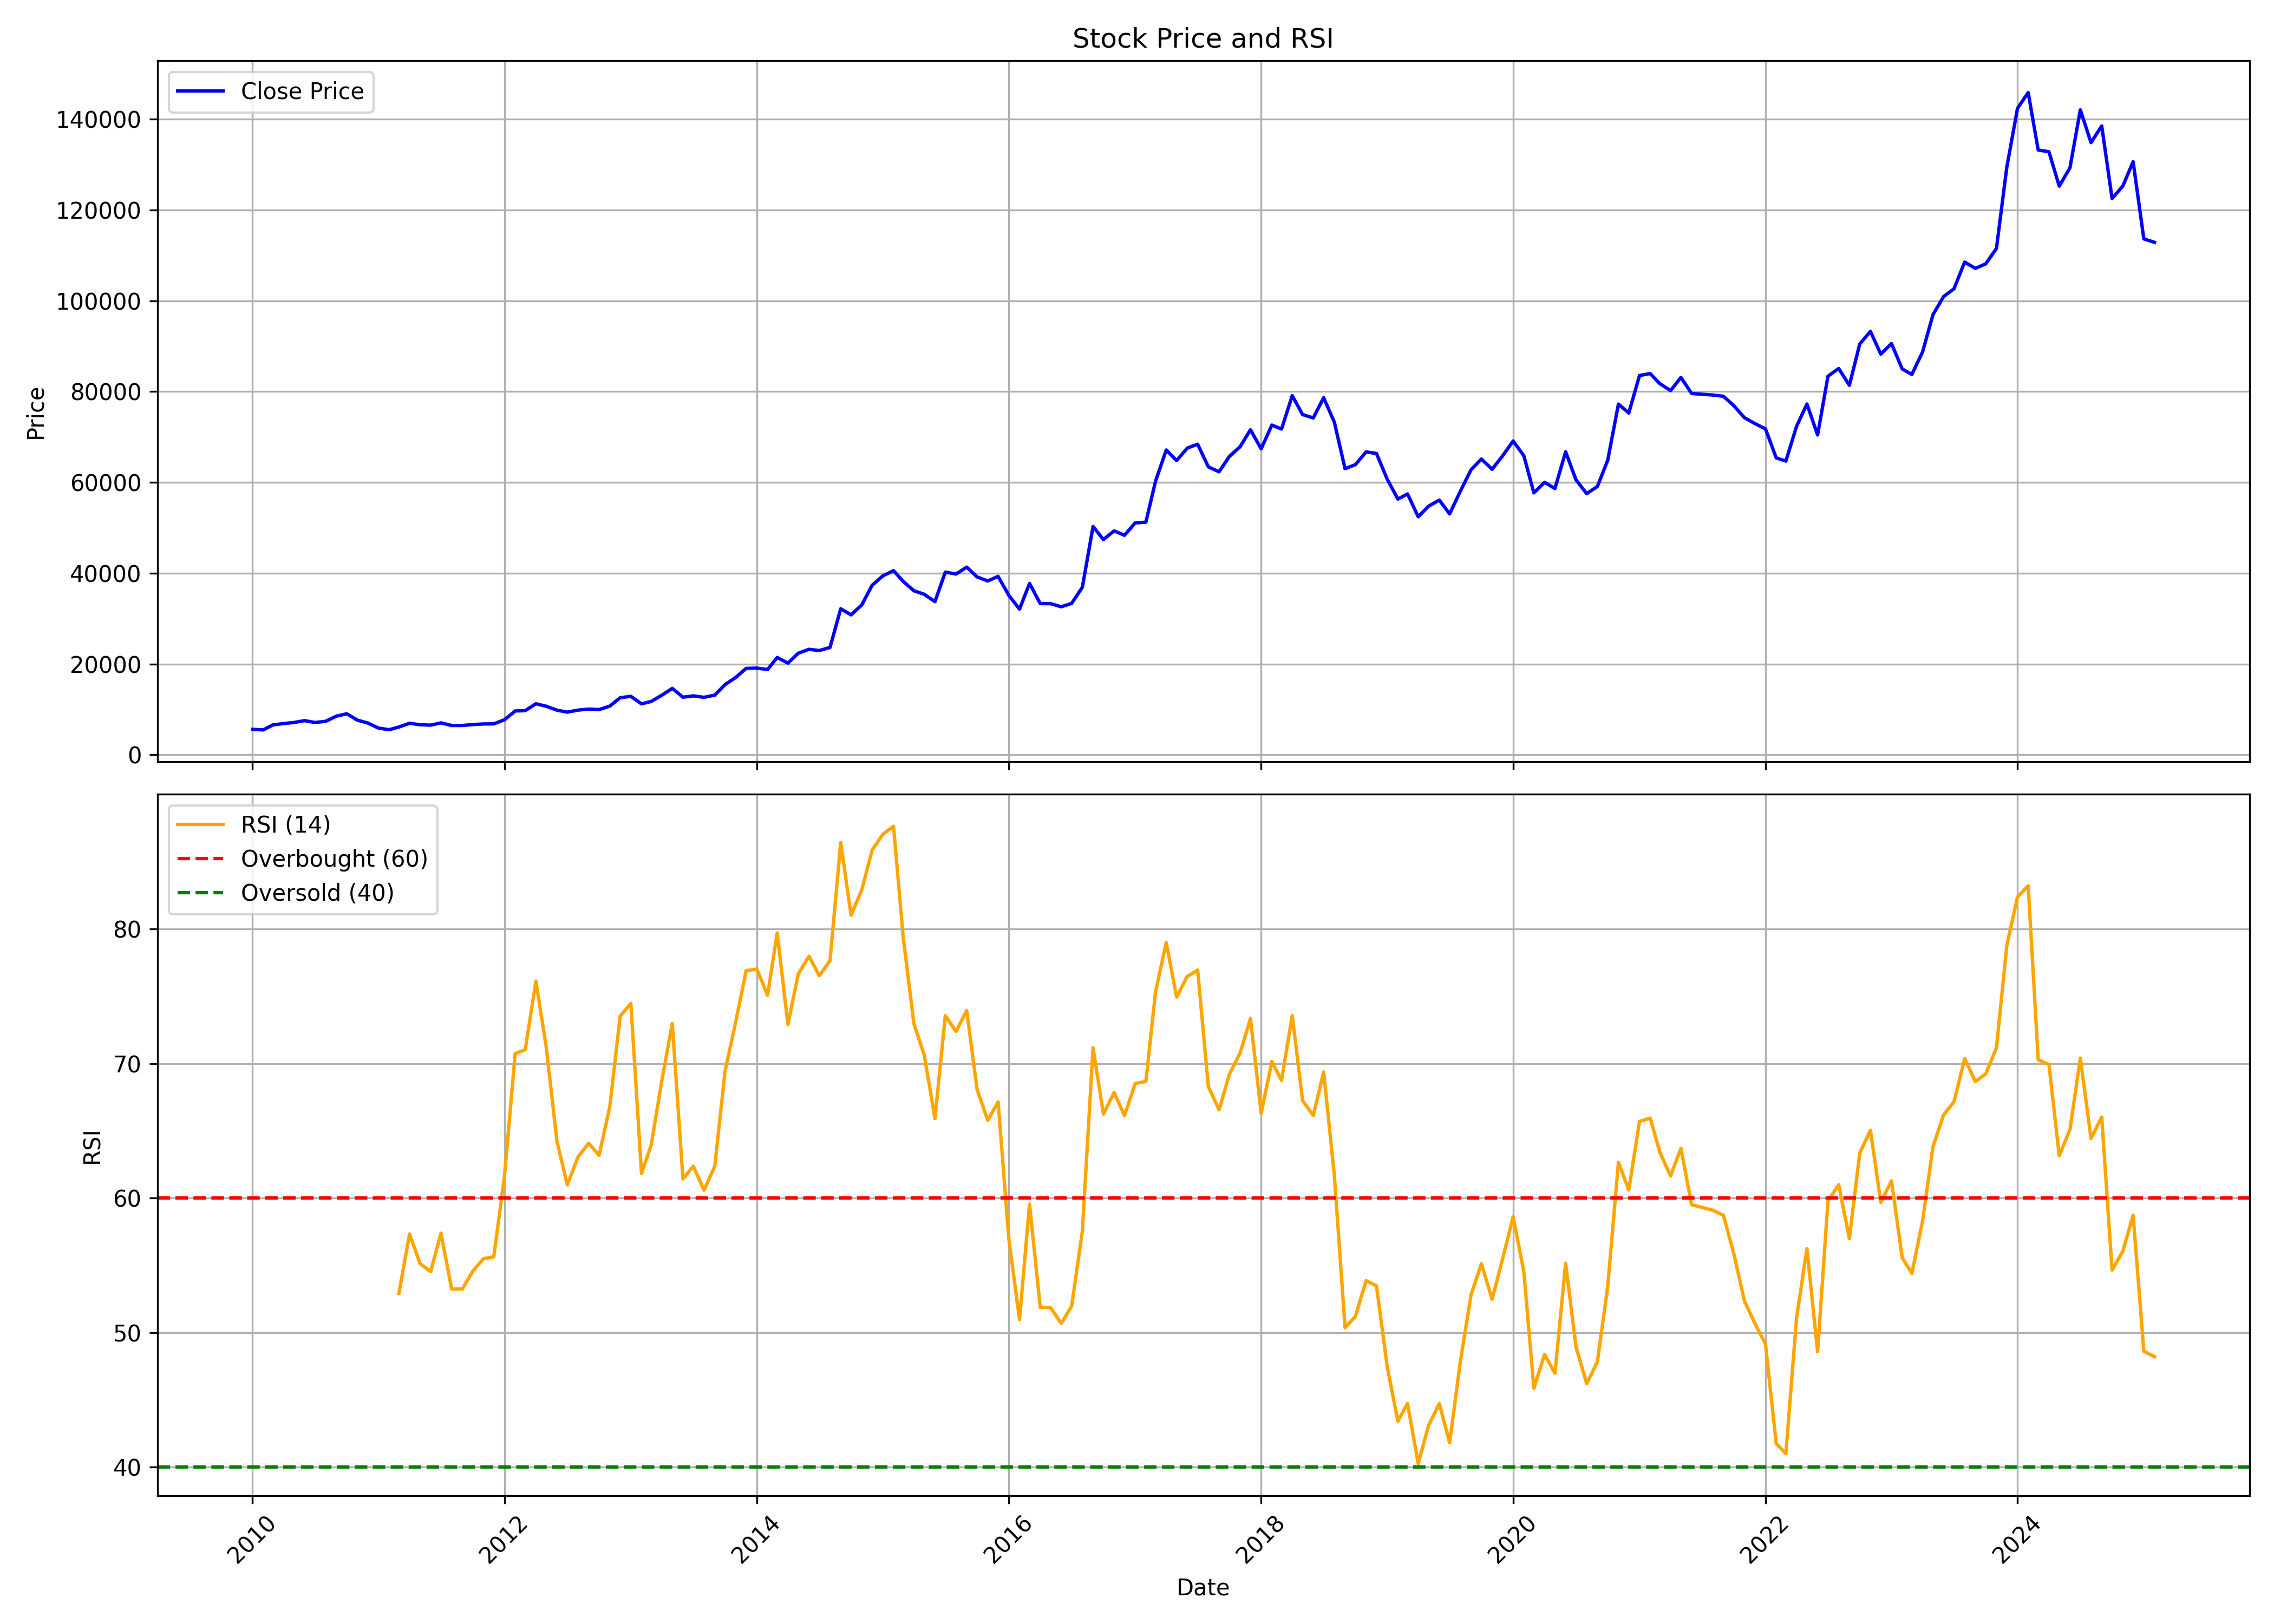 Stock Price and RSI
Close Price
140000
120000
100000
80000
60000
40000
20000
0
Price
RSI (14)
Overbought (60)
Oversold (40)
80
70
60
50
40
RSI
2010
2012
2014
2016
2018
2020
2022
2024
Date